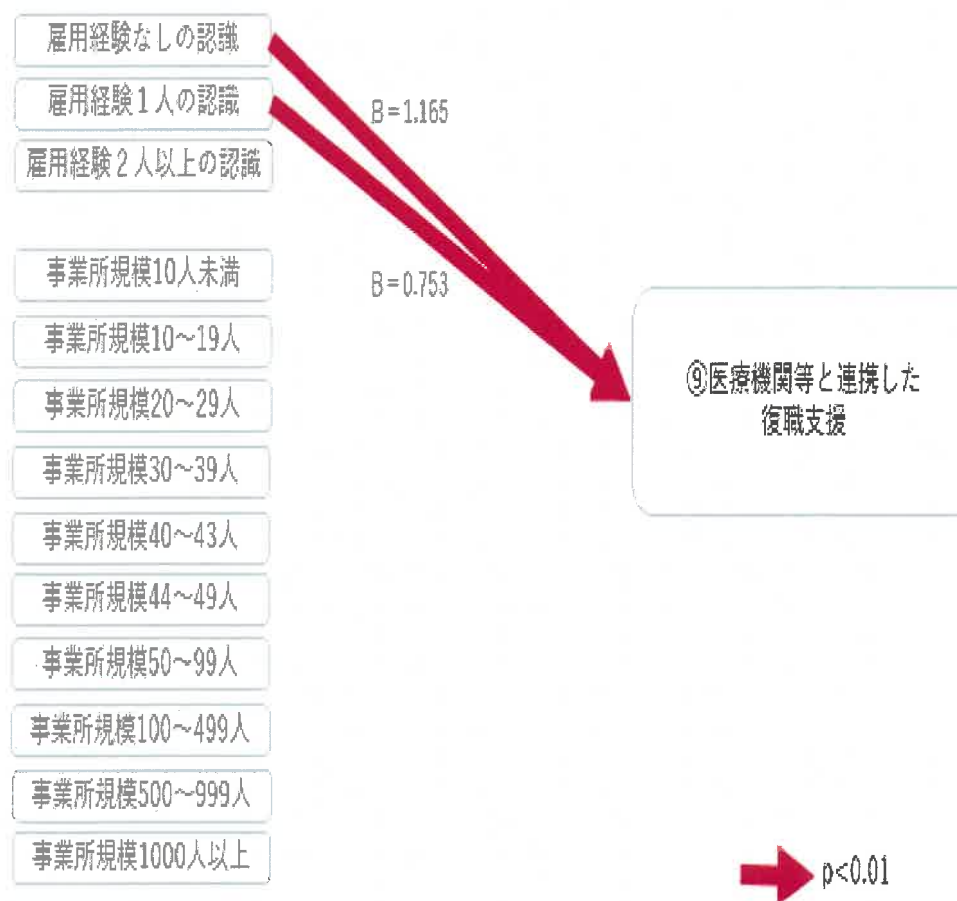 雇用経験なしの認識
雇用経験1人の認識
雇用経験2人以上の認識
B=1.165
B=0.753
事業所規模10人未満
事業所規模10～19人
事業所規模20～29人
事業所規模30～39人
事業所規模40～43人
事業所規模44～49人
事業所規模50～99人
事業所規模100～499人
事業所規模500～999人
事業所規模1000人以上
⑨医療機関等と連携した
復職支援
p<0.01